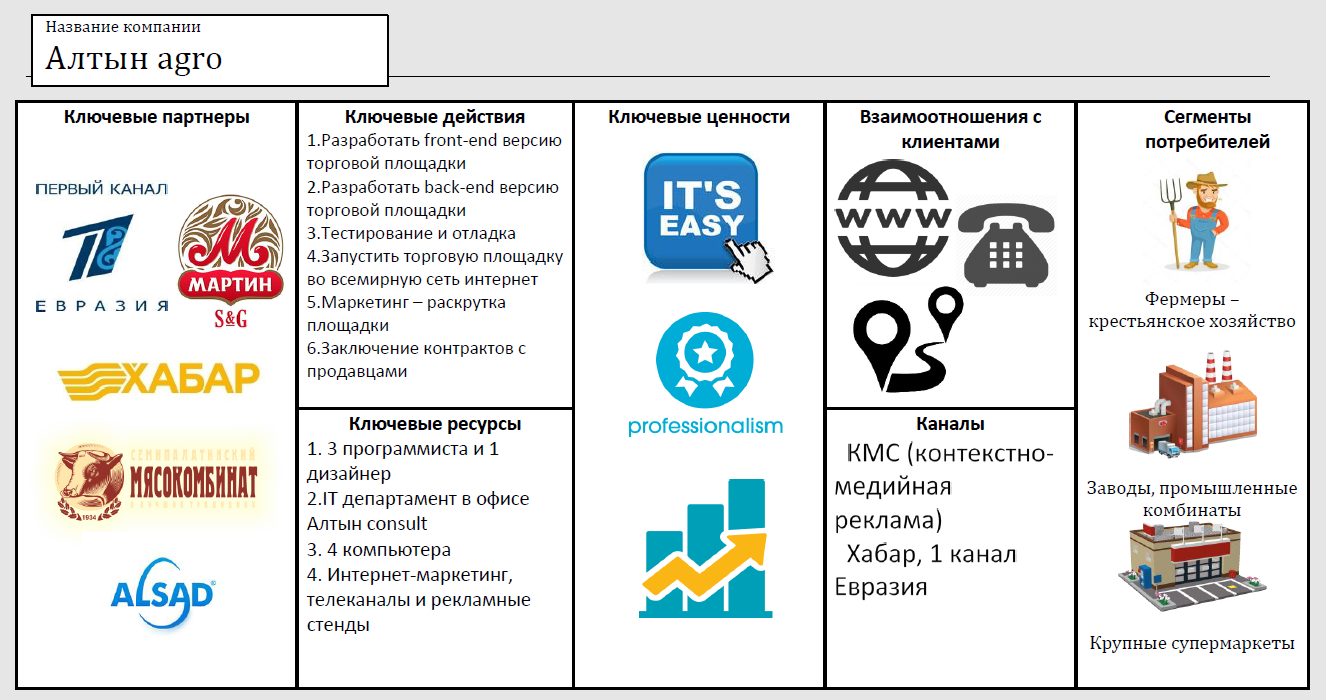 Название компании
Алтын agro
Ключевые партнеры
ПЕРВЫЙ КАНАЛ
ЕВРАЗИЯ
МАРТИН
S&G
ХАБАР
СЕМИПАЛАТИНСКИЙ
МЯСОКОМБИНАТ
1934
ALSAD
Ключевые действия
1.Разработать front-end версию
торговой площадки
2.Разработать back-end версию
торговой площадки
3.Тестирование и отладка
4.Запустить торговую площадку
во всемирную сеть интернет
5.Маркетинг – раскрутка
площадки
6.Заключение контрактов с
продавцами
Ключевые ресурсы
1. 3 программиста и 1
дизайнер
2.IT департамент в офисе
Алтын consult
3. 4 компьютера
4. Интернет-маркетинг,
телеканалы и рекламные
стенды
Ключевые ценности
IT'S
EASY
professionalism
Взаимоотношения с
клиентами
www
Каналы
КМС (контекстно-
медийная
реклама)
Хабар, 1 канал
Евразия
Сегменты
потребителей
Фермеры –
крестьянское хозяйство
Заводы, промышленные
комбинаты
Крупные супермаркеты